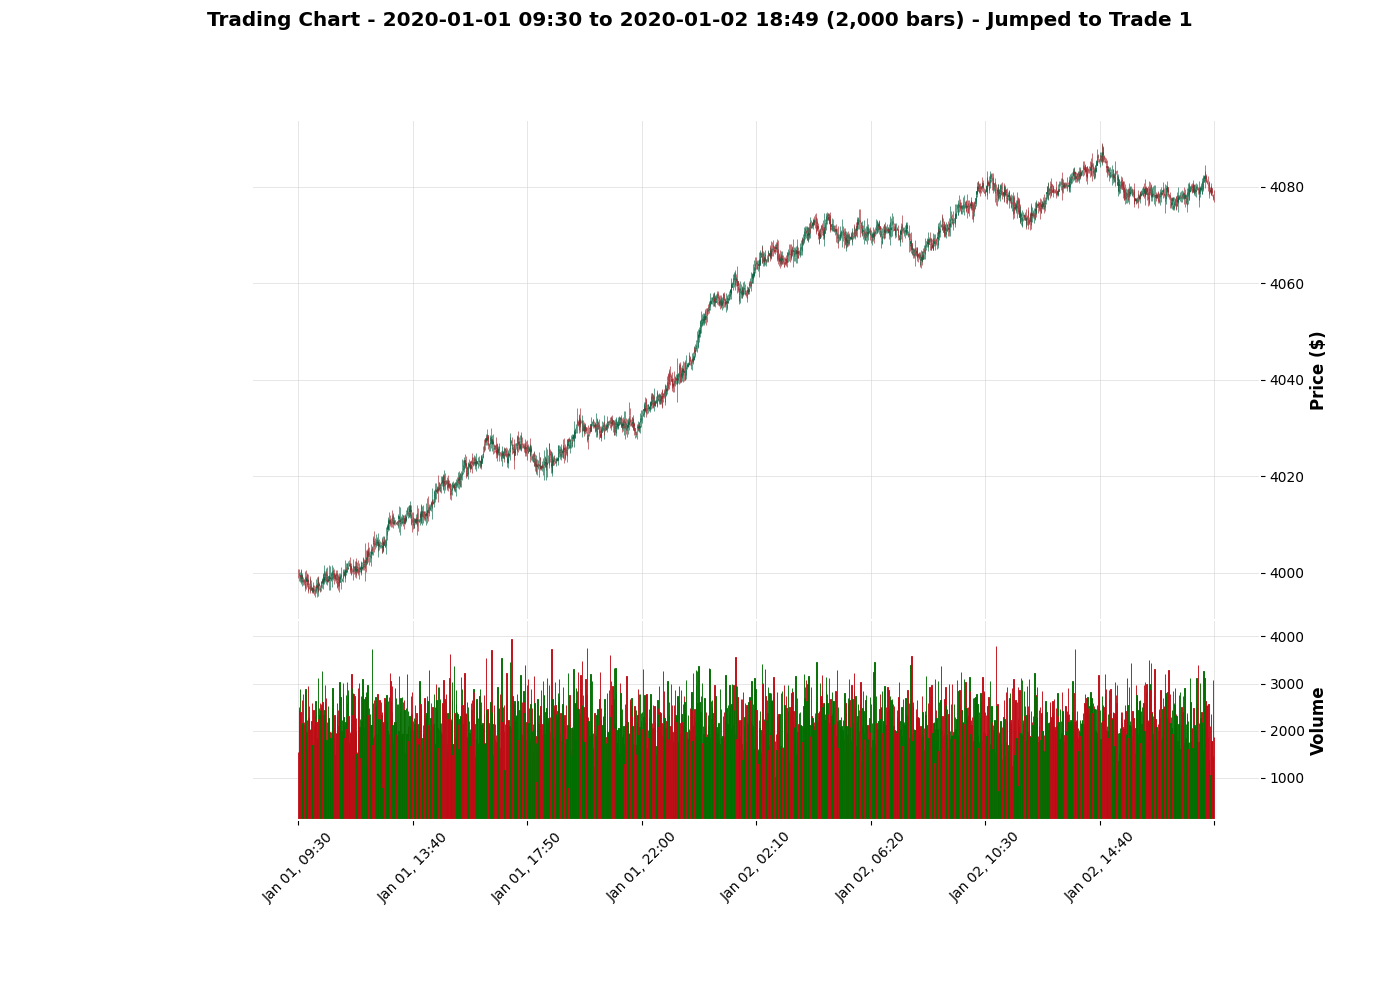 Trading Chart - 2020-01-01 09:30 to 2020-01-02 18:49 (2,000 bars) - Jumped to Trade 1
4080
4060
4040
4020
4000
Price ($)
4000
3000
2000
1000
Volume
Jan 01, 09:30
Jan 01, 13:40
Jan 01, 17:50
Jan 01, 22:00
Jan 02, 02:10
Jan 02, 06:20
Jan 02, 10:30
Jan 02, 14:40